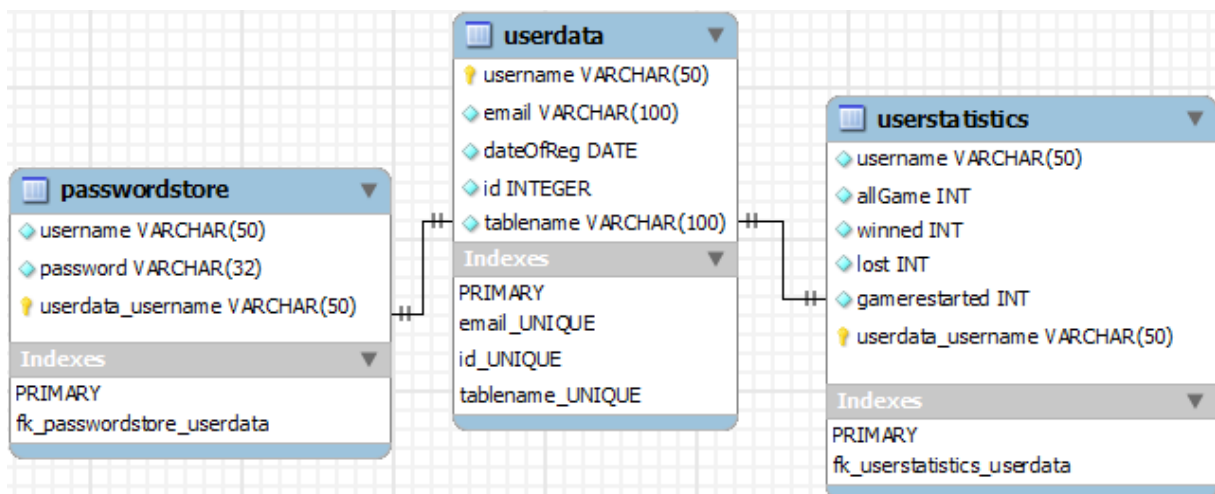 passwordstore
username VARCHAR(50)
password VARCHAR(32)
userdata_username VARCHAR(50)
Indexes
PRIMARY
fk_passwordstore_userdata
userdata
username VARCHAR(50)
email VARCHAR(100)
dateOfReg DATE
id INTEGER
tablename VARCHAR(100)
Indexes
PRIMARY
email_UNIQUE
id_UNIQUE
tablename_UNIQUE
userstatistics
username VARCHAR(50)
allGame INT
winned INT
lost INT
gamerestarted INT
userdata_username VARCHAR(50)
Indexes
PRIMARY
fk_userstatistics_userdata